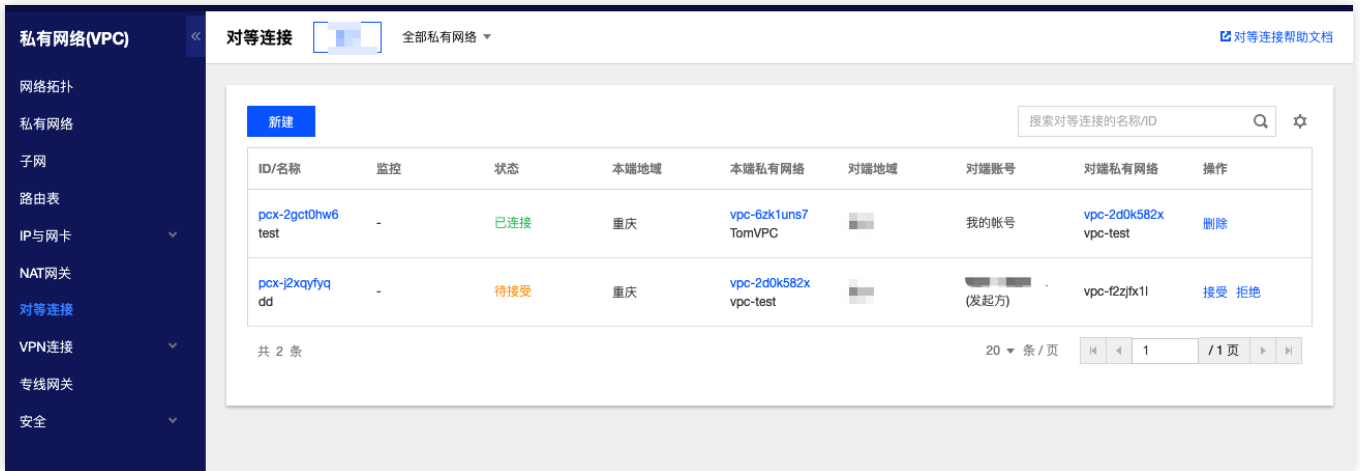 私有网络(VPC)
对等连接
全部私有网络
对等连接帮助文档
网络拓扑
私有网络
子网
路由表
IP与网卡
NAT网关
对等连接
VPN连接
专线网关
安全
新建
搜索对等连接的名称/ID
ID/名称 监控 状态 本端地域 本端私有网络 对端地域 对端账号 对端私有网络 操作
pcx-2gct0hw6 - 已连接 重庆 vpc-6zk1uns7 我的帐号 vpc-2d0k582x 删除
test TomVPC vpc-test
pcx-j2xqyfyq - 待接受 重庆 vpc-2d0k582x vpc-f2zjfx1l 接受 拒绝
dd vpc-test (发起方)
共 2 条
20 条 / 页 1 / 1 页